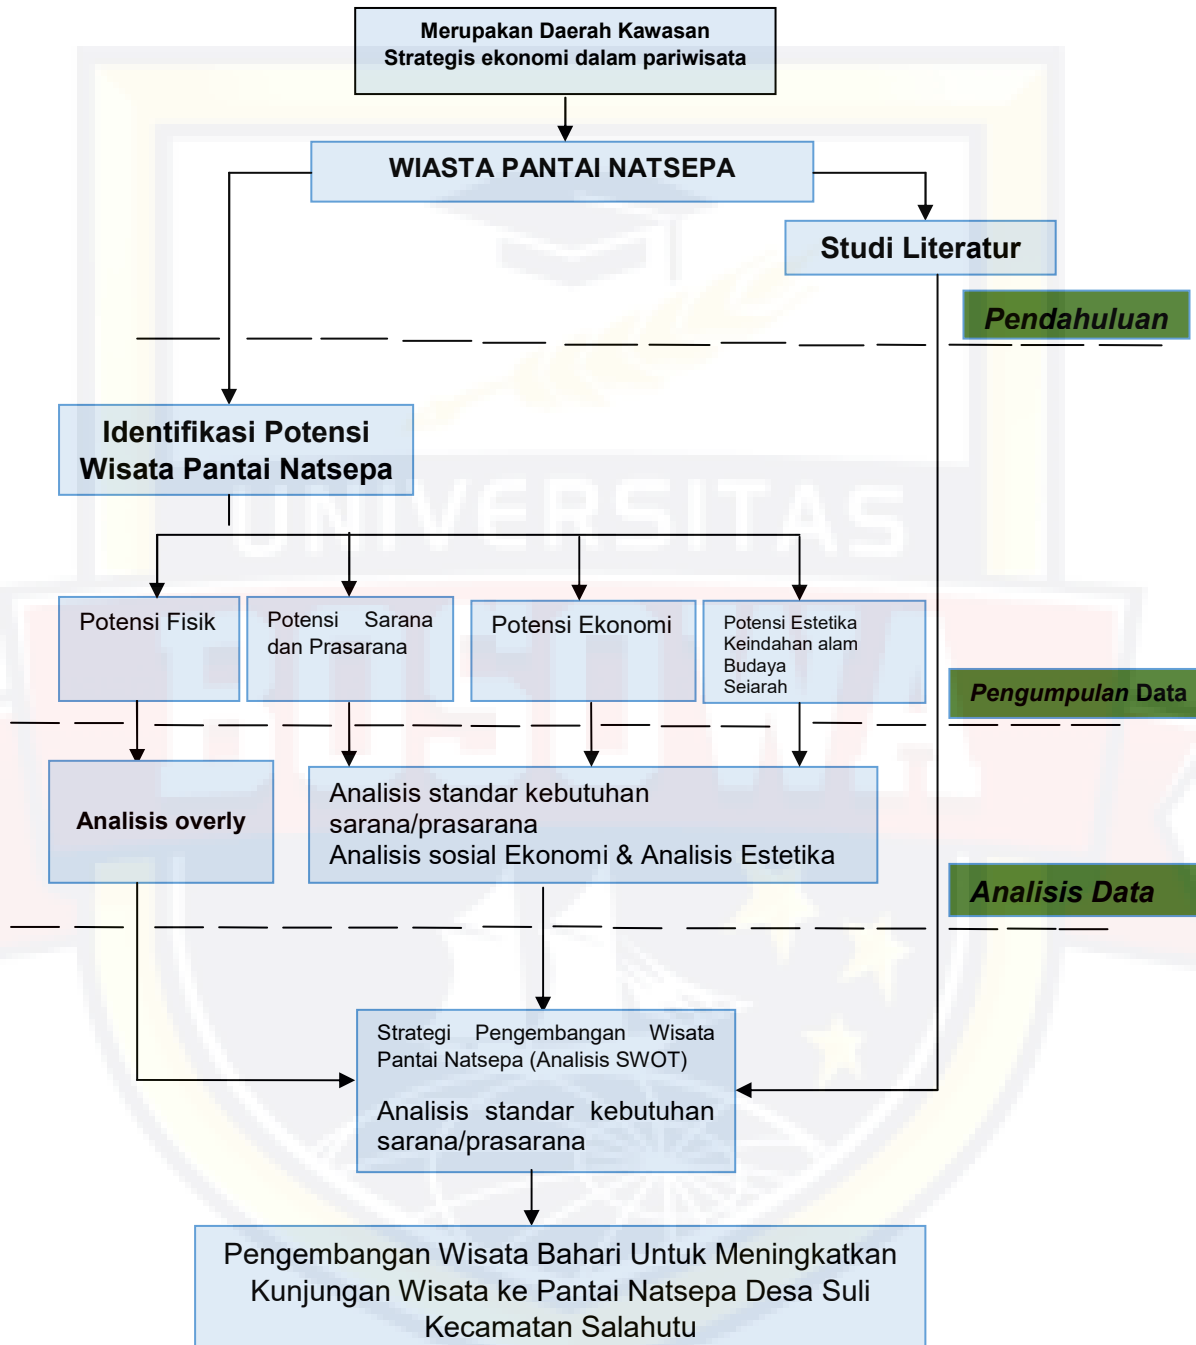 Merupakan Daerah Kawasan
Strategis ekonomi dalam pariwisata
WIASTA PANTAI NATSEPA
Studi Literatur
Pendahuluan
Identifikasi Potensi
Wisata Pantai Natsepa
UNIVERSITAS
Potensi Fisik
Potensi Sarana
dan Prasarana
Potensi Ekonomi
Potensi Estetika
Keindahan alam
Budaya
Seiarah
BOSOWA
Pengumpulan Data
Analisis overly
Analisis standar kebutuhan
sarana/prasarana
Analisis sosial Ekonomi & Analisis Estetika
Analisis Data
Strategi Pengembangan Wisata
Pantai Natsepa (Analisis SWOT)
Analisis standar kebutuhan
sarana/prasarana
Pengembangan Wisata Bahari Untuk Meningkatkan
Kunjungan Wisata ke Pantai Natsepa Desa Suli
Kecamatan Salahutu